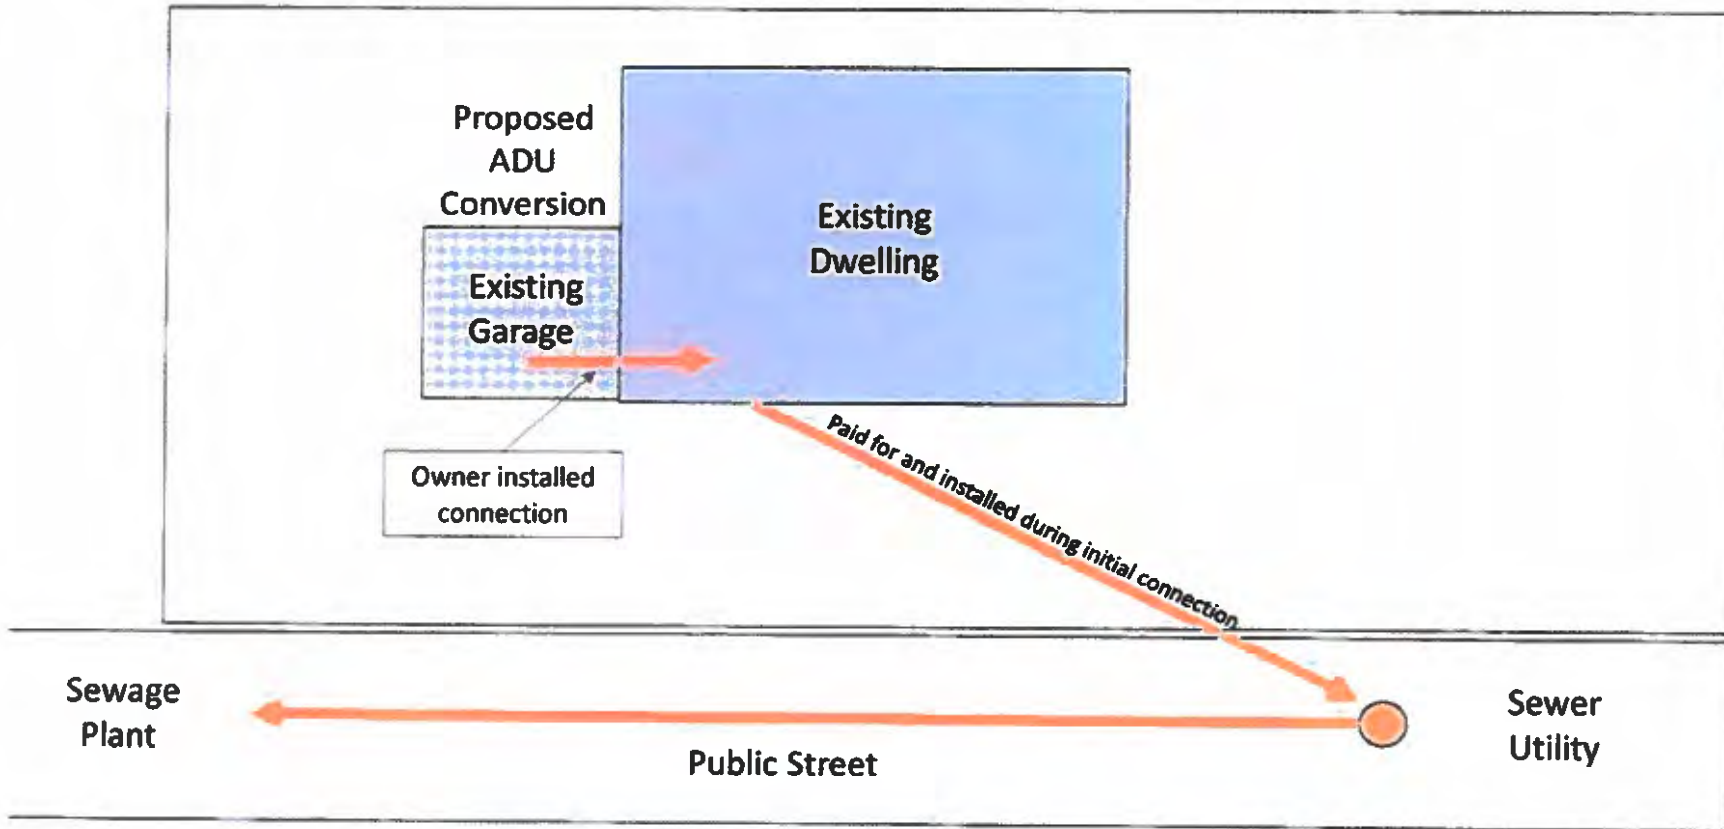 Proposed
ADU
Conversion
Existing
Dwelling
Existing
Garage
Owner installed
connection
Paid for and installed during initial connection
Sewage
Plant
Public Street
Sewer
Utility